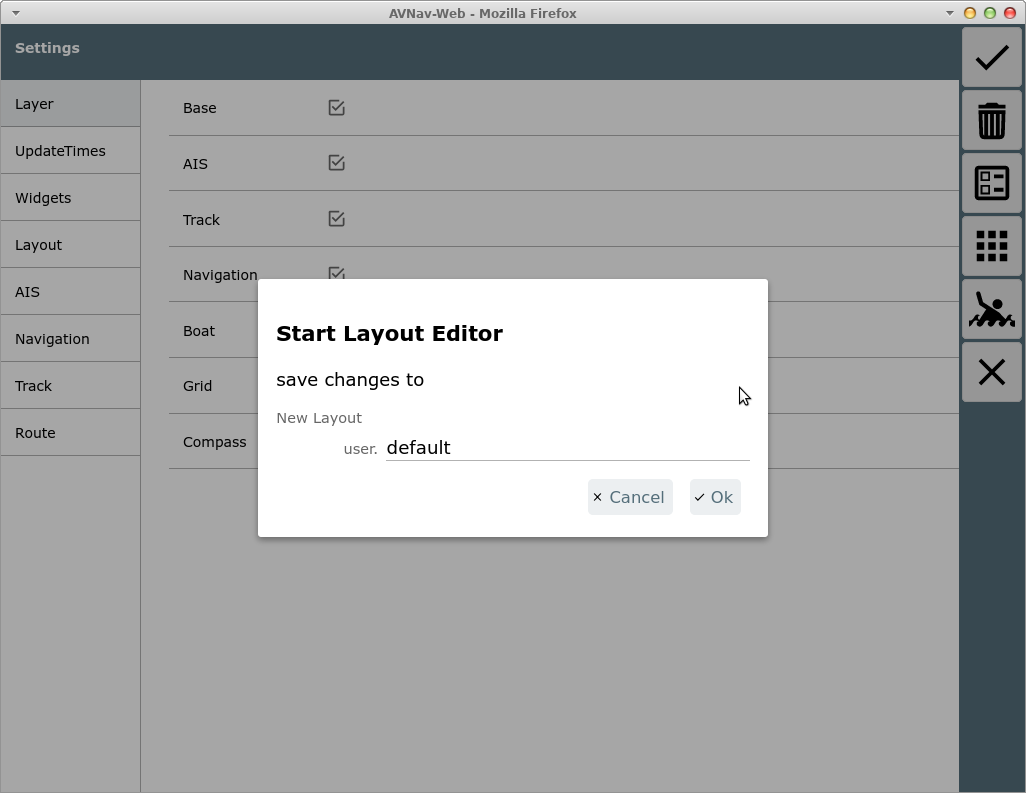 AVNav-Web - Mozilla Firefox
Settings
Layer
UpdateTimes
Widgets
Layout
AIS
Navigation
Track
Route
Base
AIS
Track
Navigation
Boat
Grid
Compass
Start Layout Editor
save changes to
New Layout
user. default
Cancel Ok